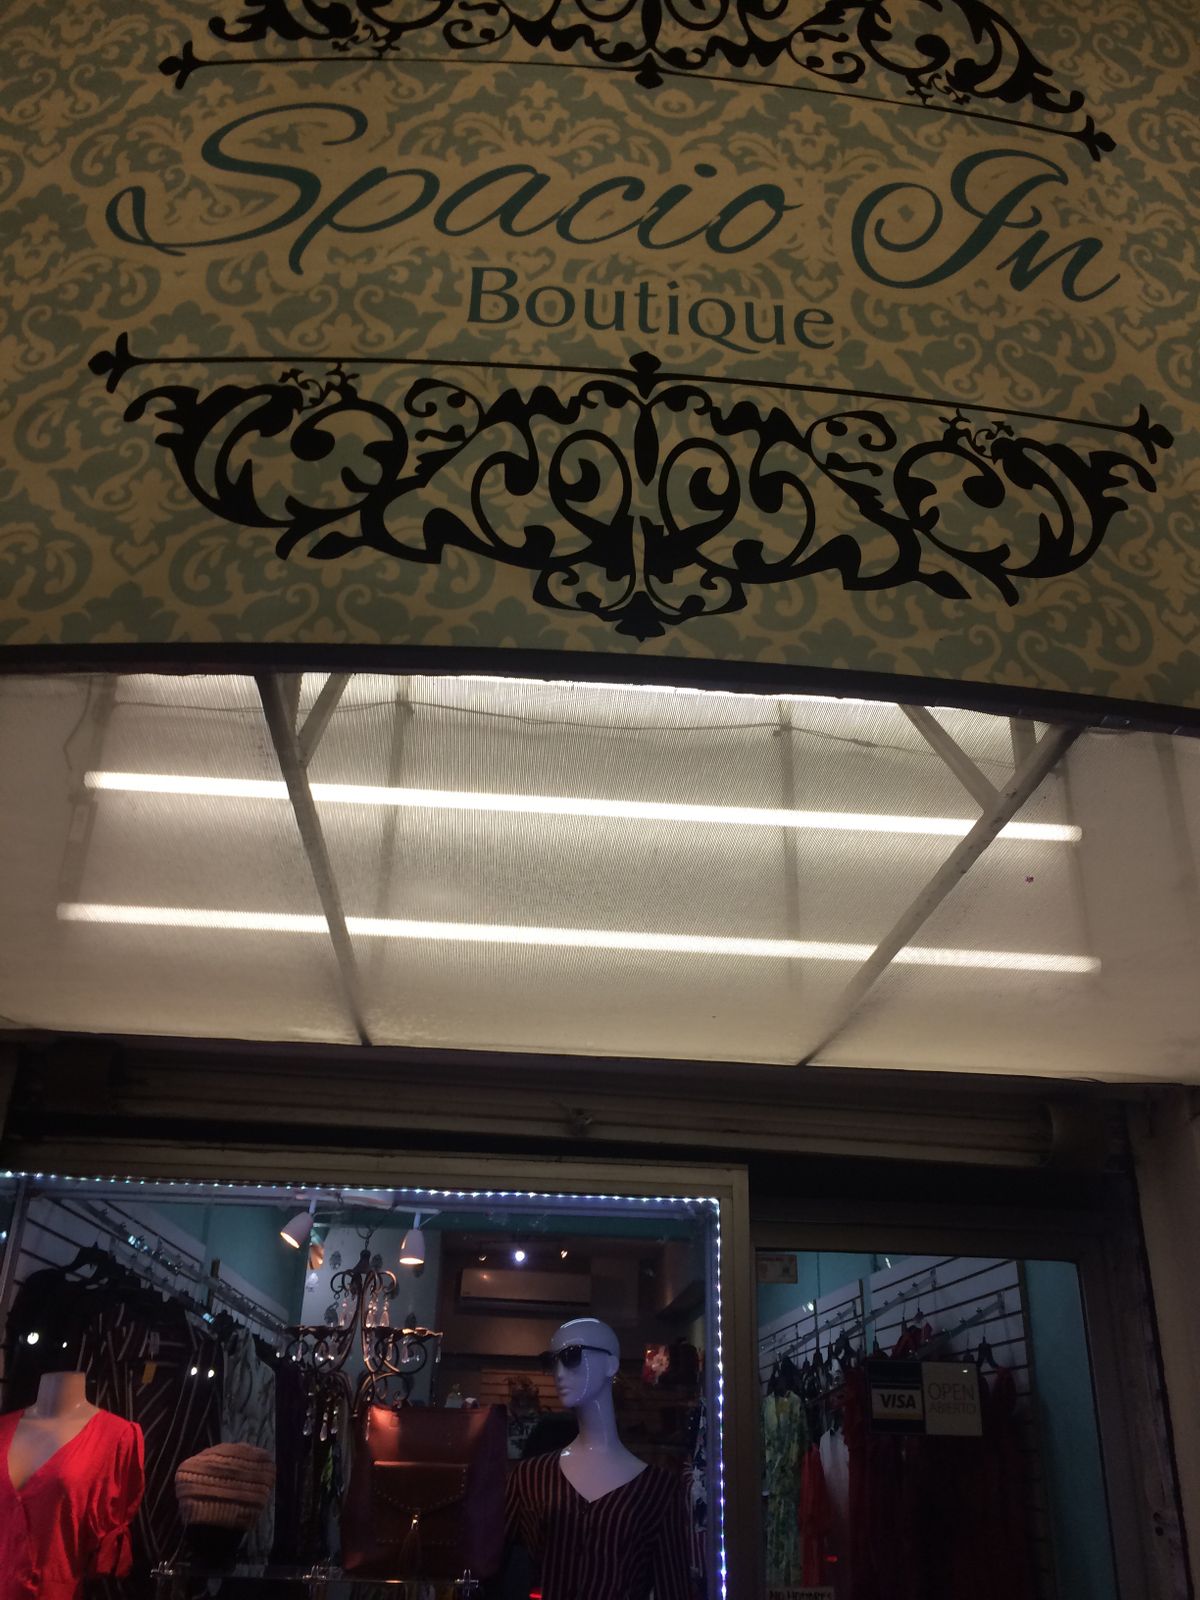 Spacio In
Boutique
VISA
OPEN
ABIERTO